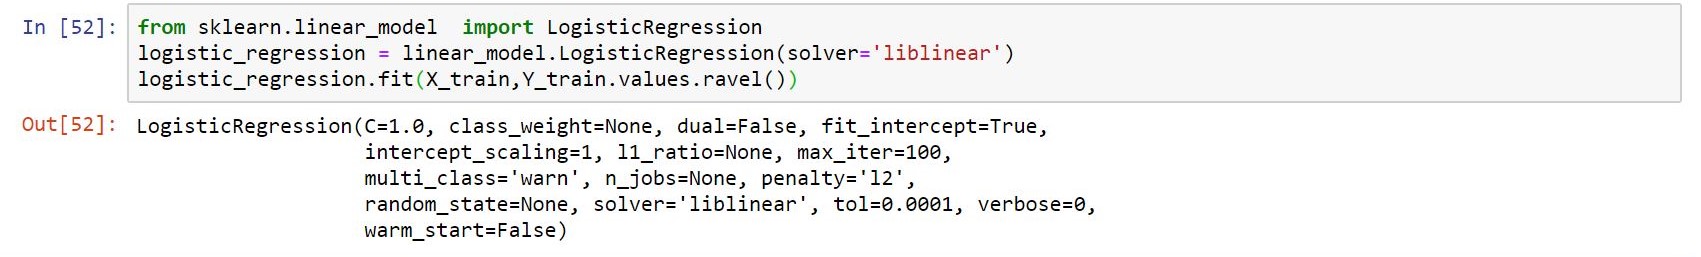 In [52]: from sklearn.linear_model  import LogisticRegression
logistic_regression = linear_model.LogisticRegression(solver='liblinear')
logistic_regression.fit(X_train,Y_train.values.ravel())
Out[52]: LogisticRegression(C=1.0, class_weight=None, dual=False, fit_intercept=True,
intercept_scaling=1, l1_ratio=None, max_iter=100,
multi_class='warn', n_jobs=None, penalty='l2',
random_state=None, solver='liblinear', tol=0.0001, verbose=0,
warm_start=False)